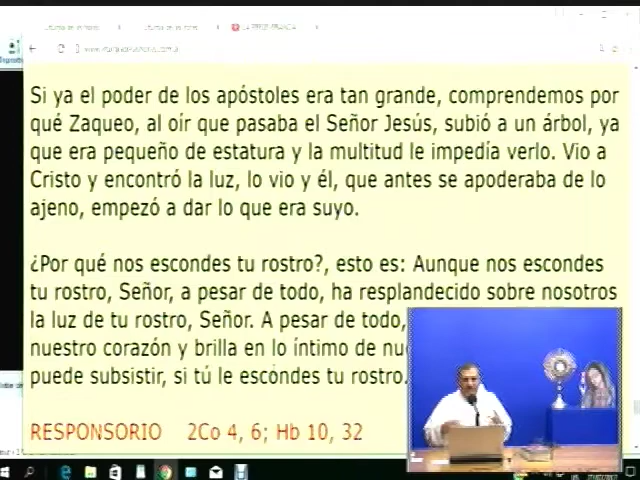 Si ya el poder de los apóstoles era tan grande, comprendemos por
qué Zaqueo, al oír que pasaba el Señor Jesús, subió a un árbol, ya
que era pequeño de estatura y la multitud le impedía verlo. Vio a
Cristo y encontró la luz, lo vio y él, que antes se apoderaba de lo
ajeno, empezó a dar lo que era suyo.
¿Por qué nos escondes tu rostro?, esto es: Aunque nos escondes
tu rostro, Señor, a pesar de todo, ha resplandecido sobre nosotros
la luz de tu rostro, Señor. A pesar de todo,
nuestro corazón y brilla en lo íntimo de
puede subsistir, si tú le escondes tu rostro.
RESPONSORIO 2Co 4, 6; Hb 10, 32